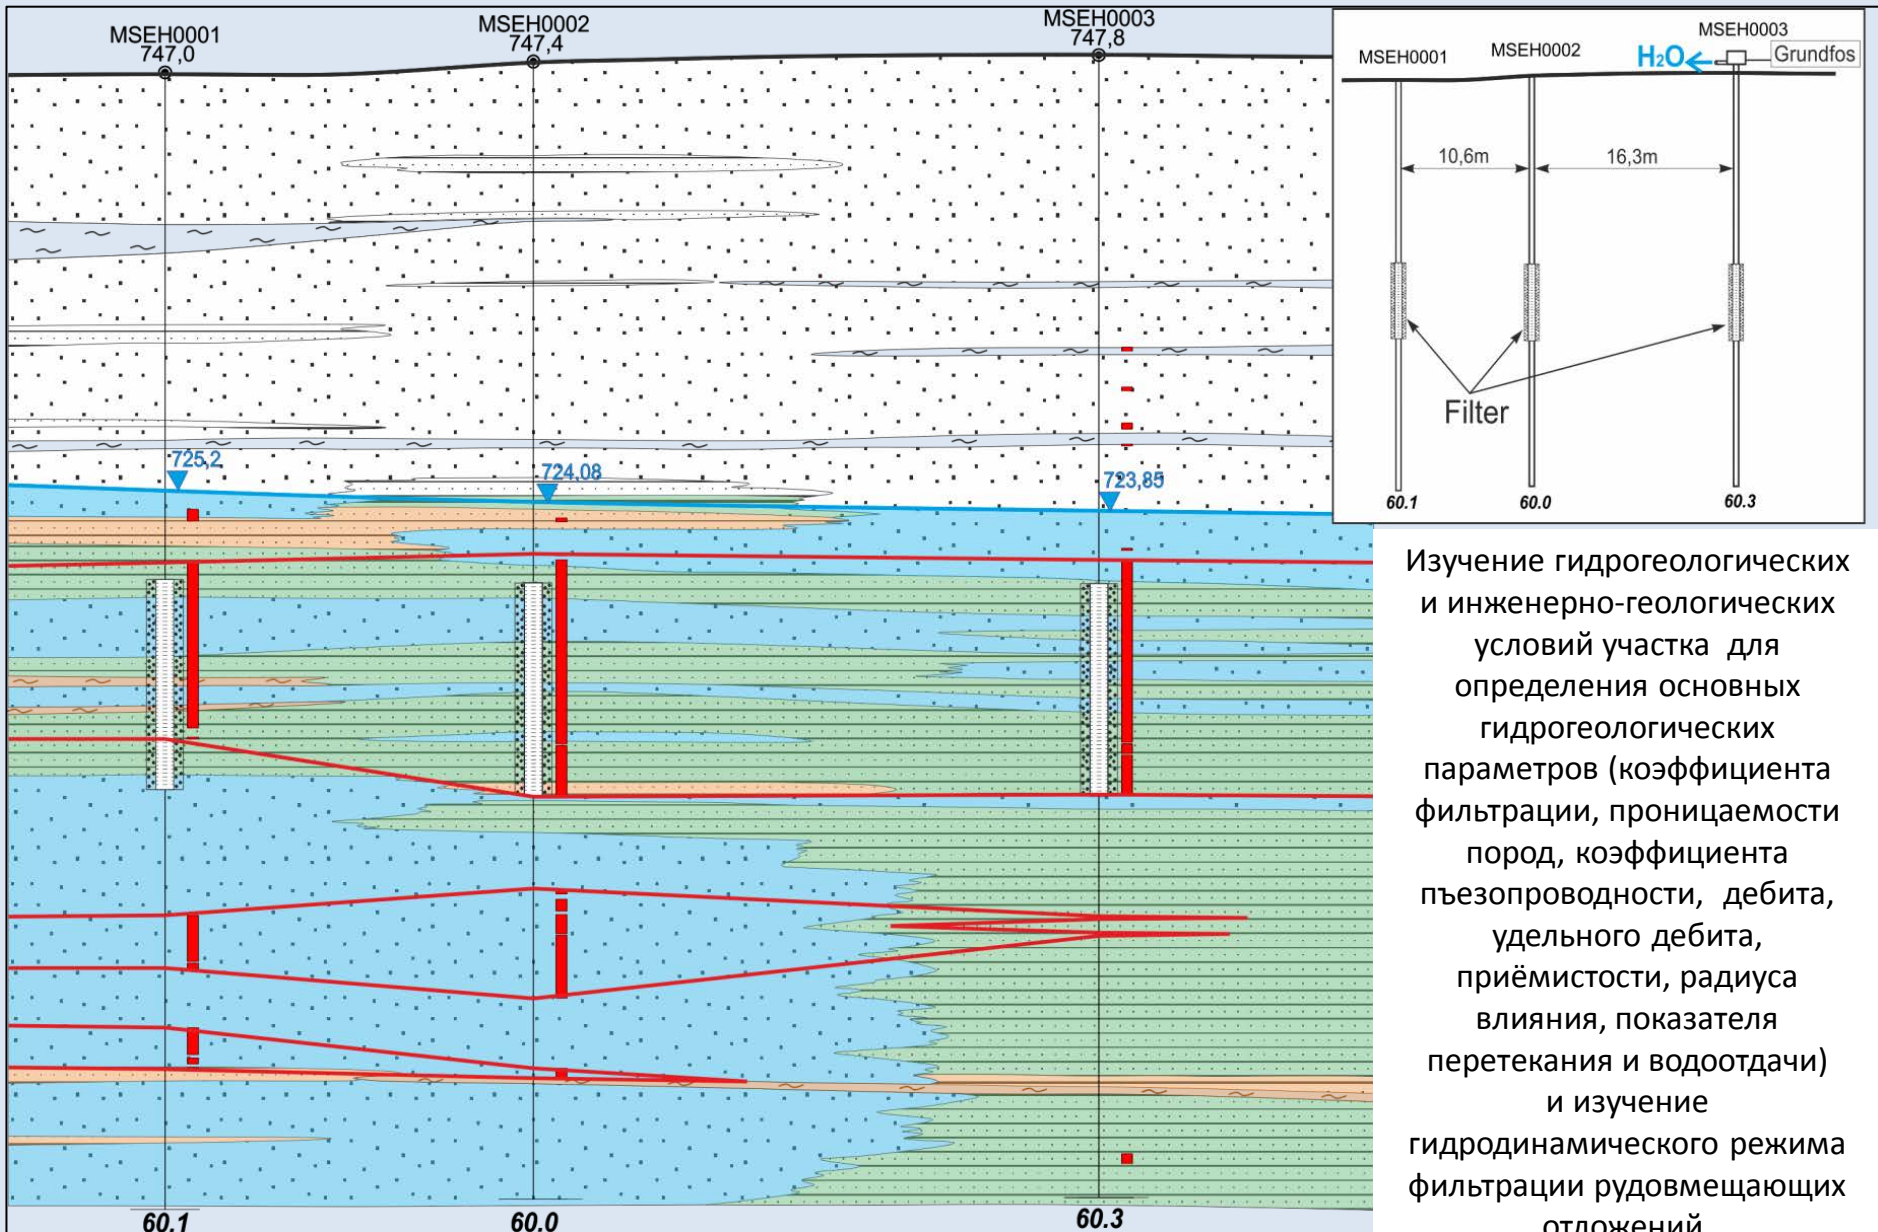 MSEH0001
747,0
MSEH0002
747,4
MSEH0003
747,8
725,2
724,08
723,85
60.1
60.0
60.3
MSEH0001
MSEH0002
MSEH0003
H₂O
Grundfos
10,6m
16,3m
Filter
60.1
60.0
60.3
Изучение гидрогеологических
и инженерно-геологических
условий участка для
определения основных
гидрогеологических
параметров (коэффициента
фильтрации, проницаемости
пород, коэффициента
пъезопроводности, дебита,
удельного дебита,
приёмистости, радиуса
влияния, показателя
перетекания и водоотдачи)
и изучение
гидродинамического режима
фильтрации рудовмещающих
отложений